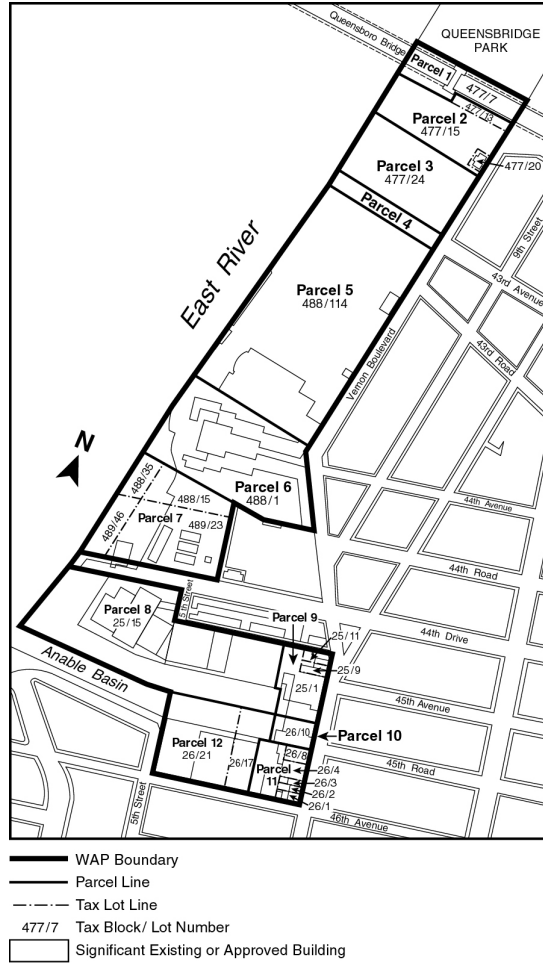 QUEENSBRIDGE
PARK
Queensboro Bridge
Parcel 1
477/7
477/13
Parcel 2
477/15
477/20
Parcel 3
477/24
Parcel 4
9th Street
East River
43rd Avenue
Parcel 5
488/114
43rd Road
Vernon Boulevard
N
488/35
Parcel 6
488/1
44th Avenue
488/15
489/46
Parcel 7
489/23
44th Road
5th Street
Parcel 8
25/15
Parcel 9
44th Drive
25/11
25/9
Anable Basin
25/1
45th Avenue
26/10
Parcel 10
Parcel 12
26/21
26/8
26/17
Parcel
11
26/4
45th Road
26/3
26/2
26/1
5th Street
46th Avenue
WAP Boundary
Parcel Line
Tax Lot Line
477/7 Tax Block/ Lot Number
Significant Existing or Approved Building